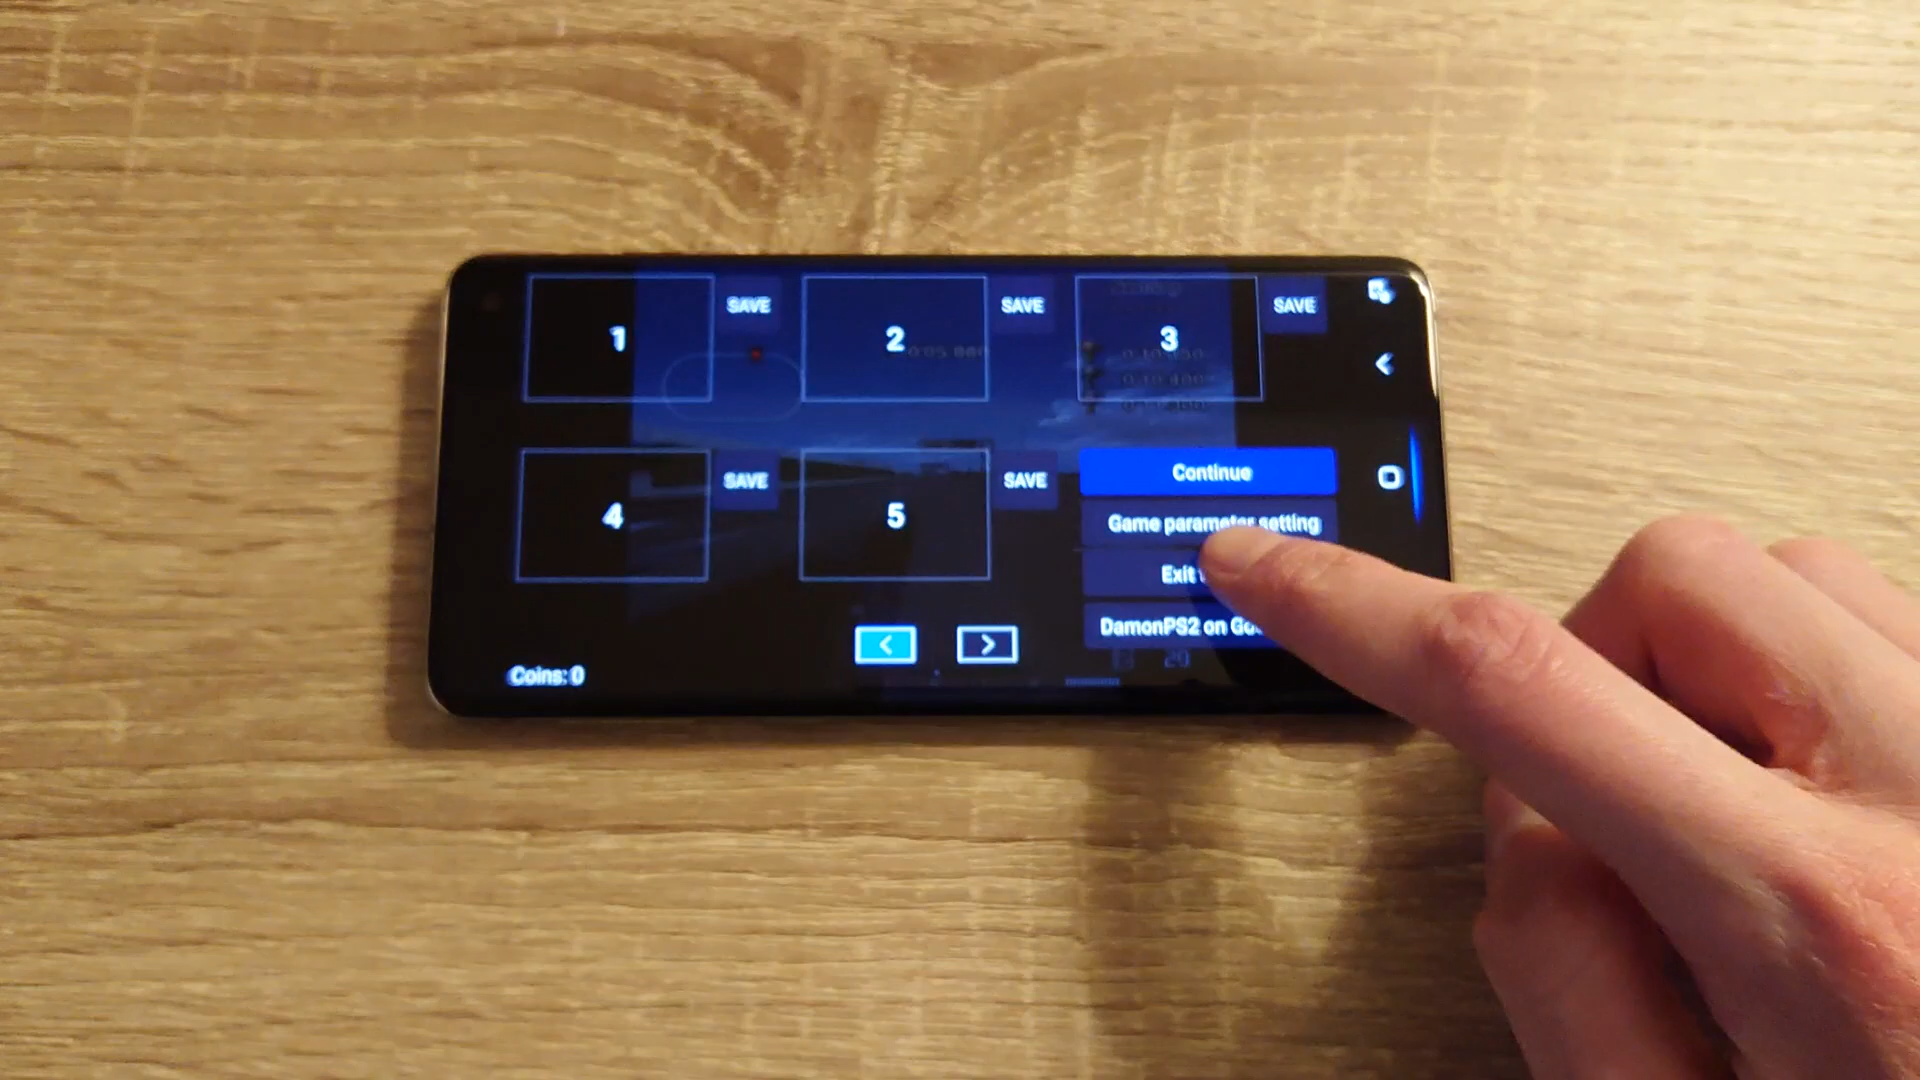 1 SAVE 2 SAVE 3 SAVE
4 SAVE 5 SAVE
Continue
Game parameter setting
Exit
DamonPS2 on
< >
20
Coins: 0